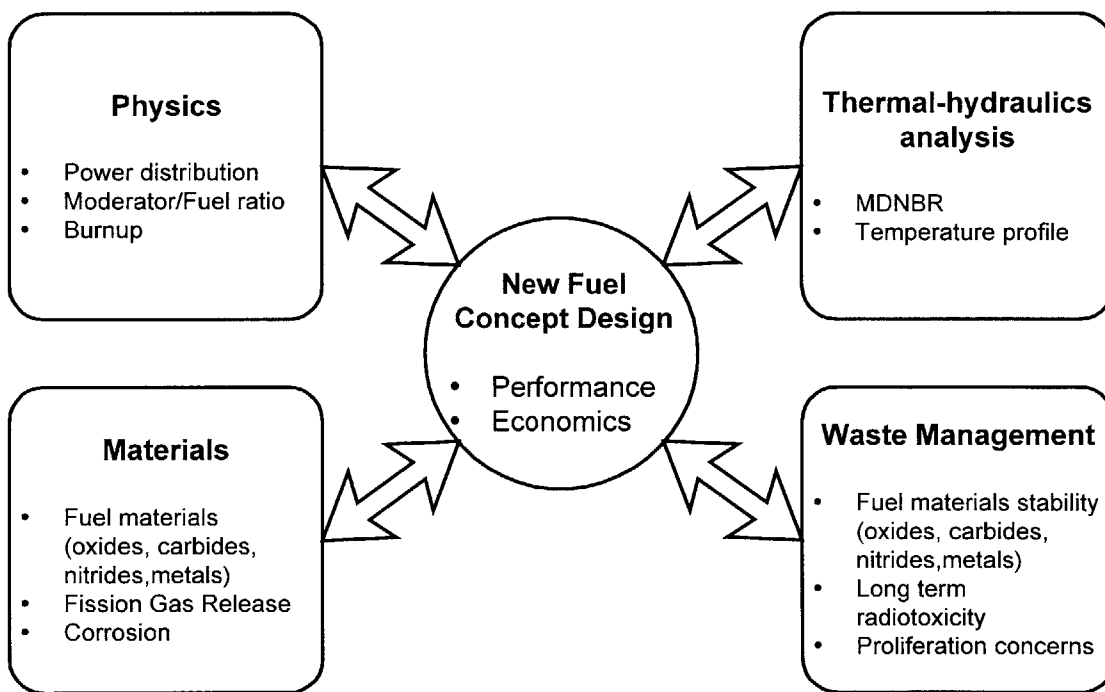 Physics
• Power distribution
• Moderator/Fuel ratio
• Burnup
Thermal-hydraulics
analysis
• MDNBR
• Temperature profile
New Fuel
Concept Design
• Performance
• Economics
Materials
• Fuel materials
(oxides, carbides,
nitrides,metals)
• Fission Gas Release
• Corrosion
Waste Management
• Fuel materials stability
(oxides, carbides,
nitrides,metals)
• Long term
radiotoxicity
• Proliferation concerns